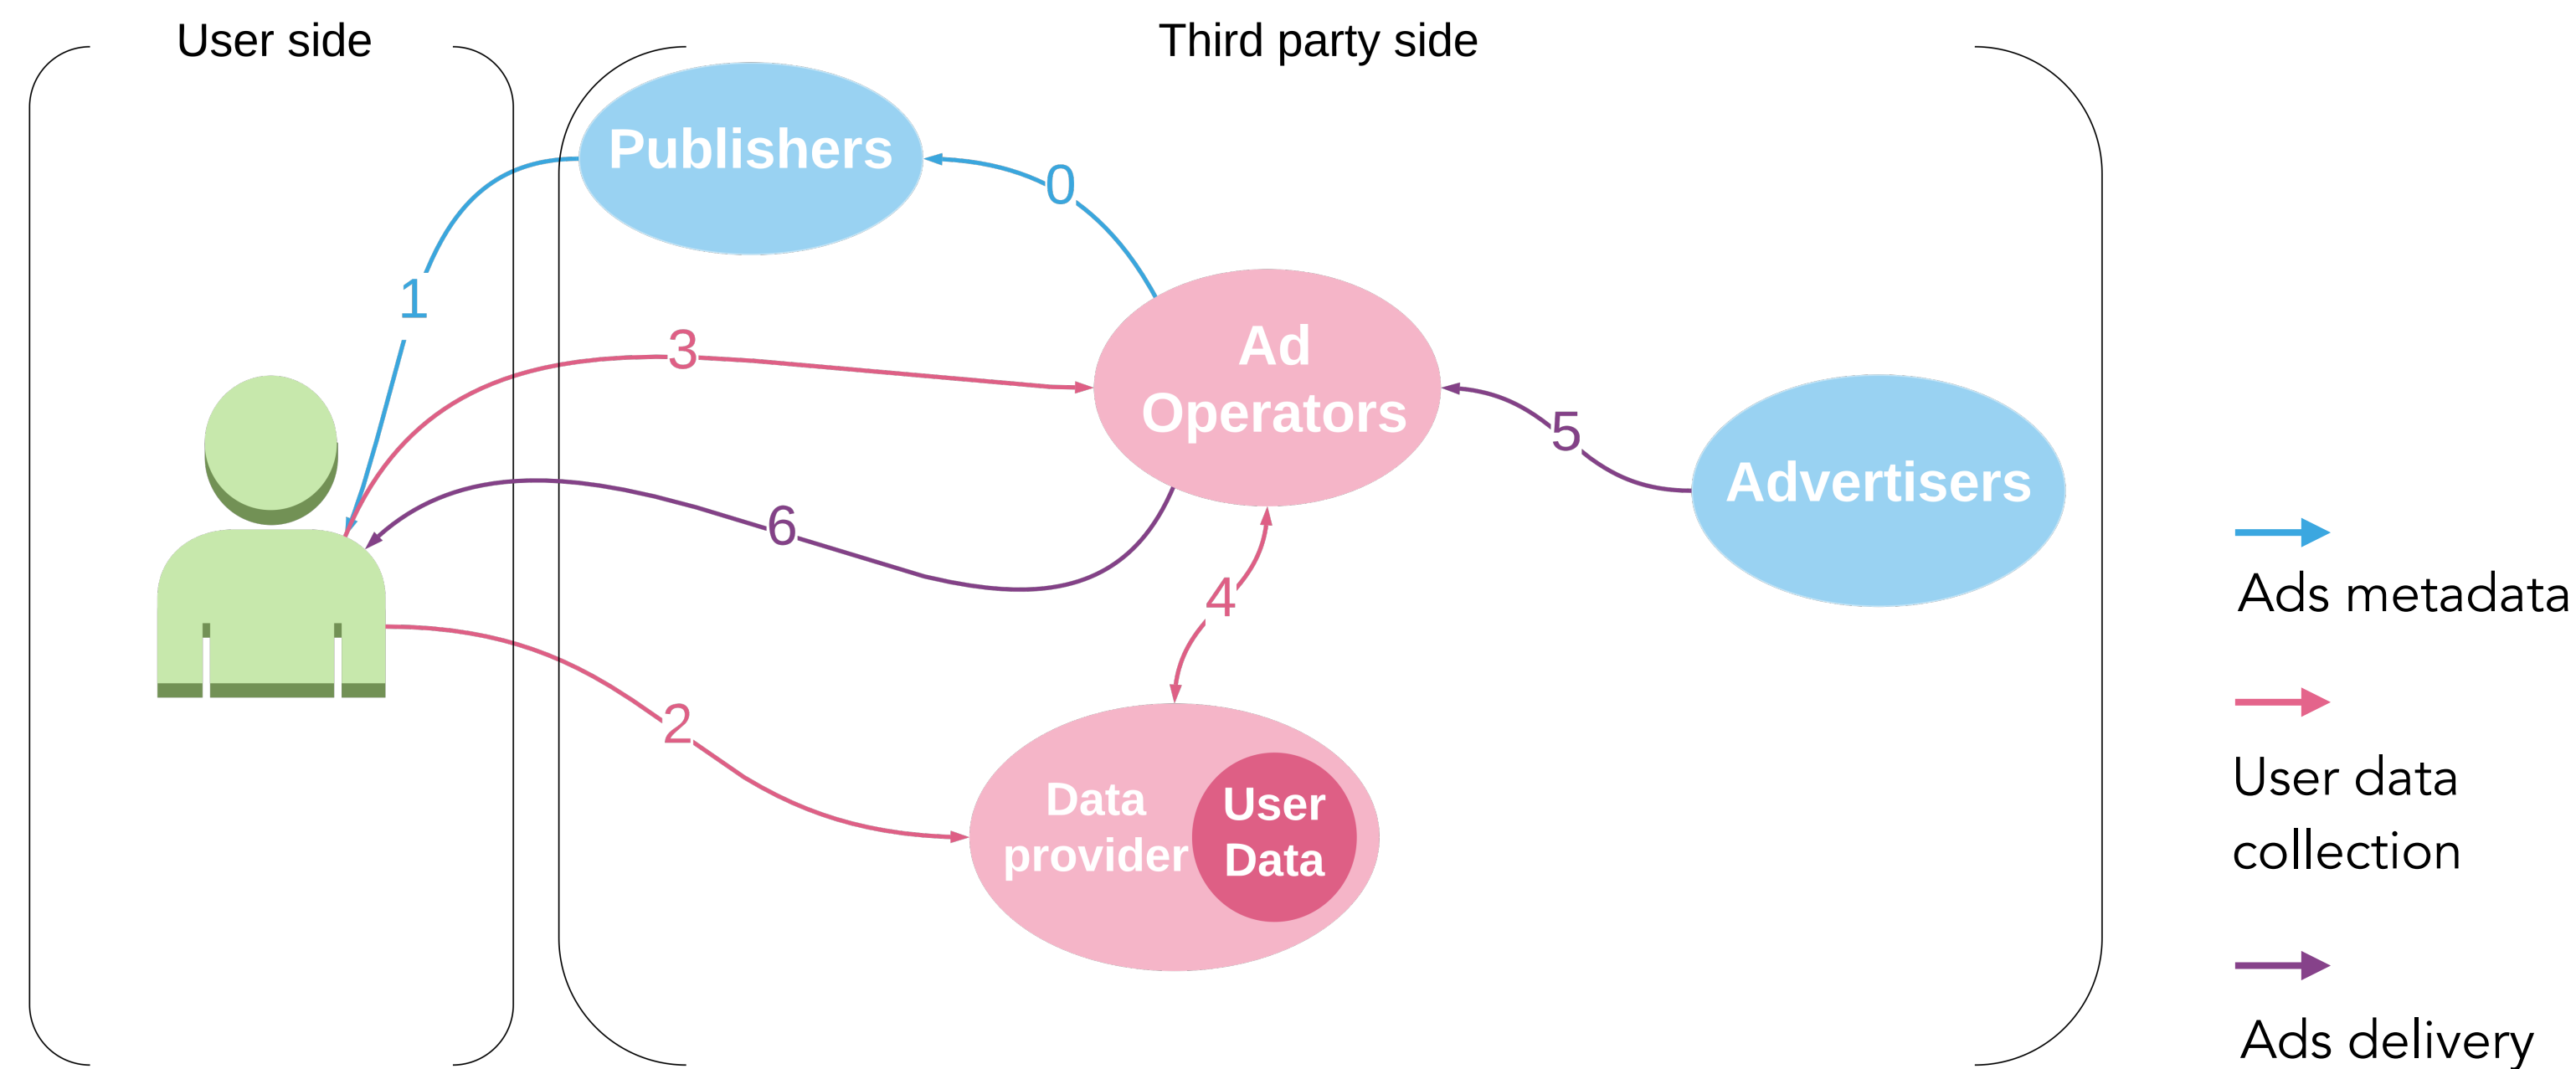 User side
Third party side
Publishers
0
1
3
Ad
Operators
5
Advertisers
6
4
2
Data
provider
User
Data
Ads metadata
User data
collection
Ads delivery